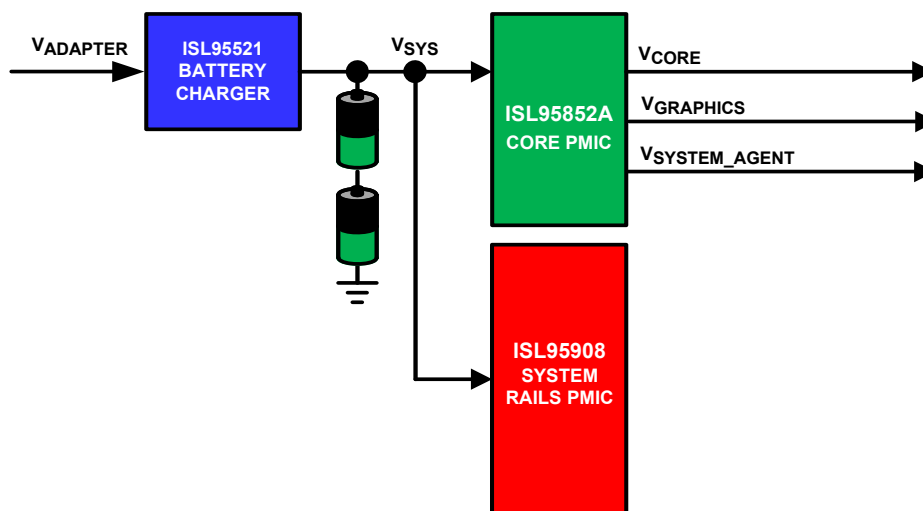 VADAPTER
ISL95521
BATTERY
CHARGER
VSYS
ISL95852A
CORE PMIC
VCORE
VGRAPHICS
VSYSTEM_AGENT
ISL95908
SYSTEM
RAILS PMIC